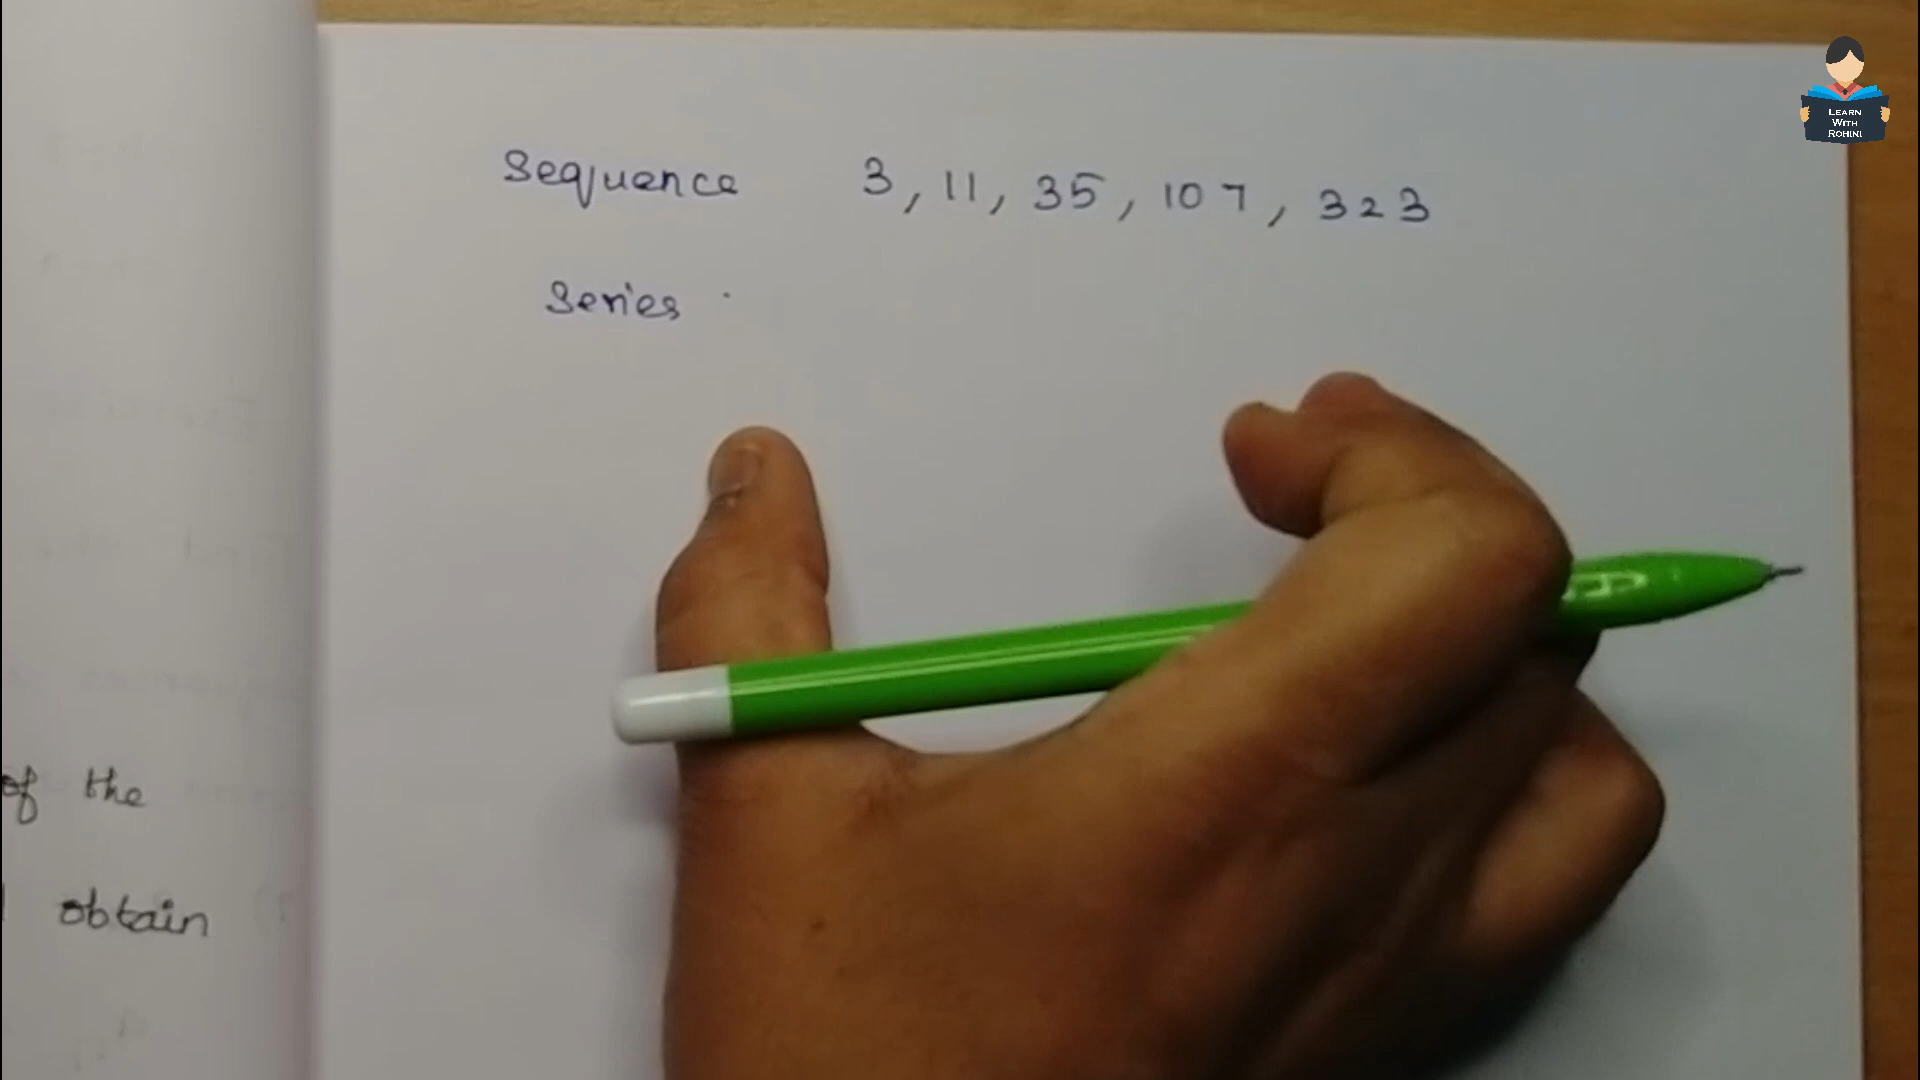 of the
obtain
Sequence 3, 11, 35, 107, 323
Series
LEARN
WITH
ROHINI